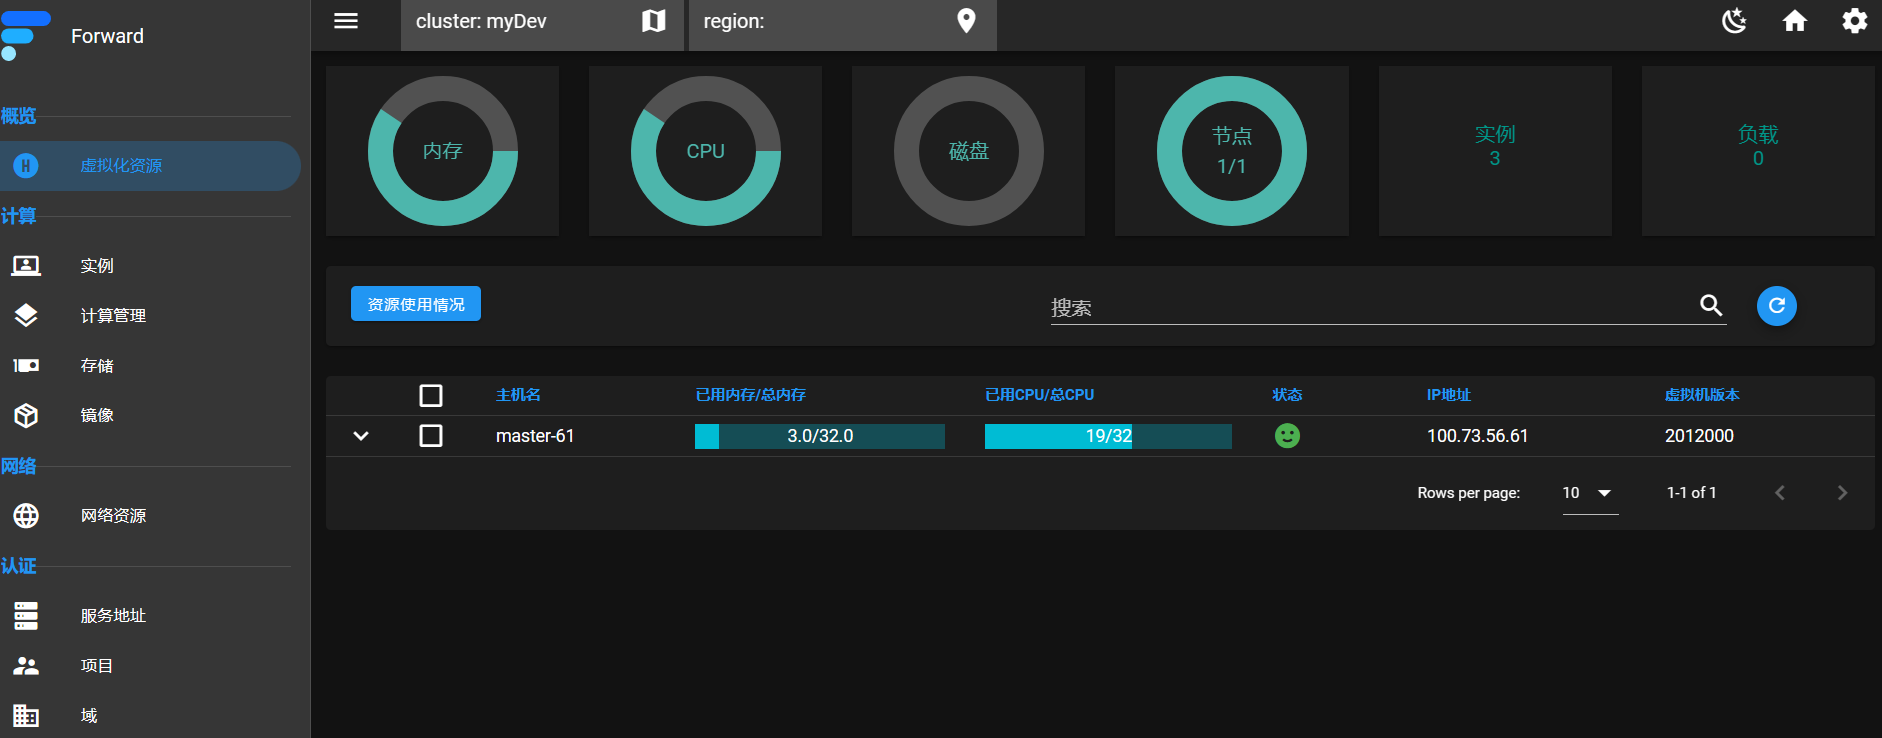 Forward
cluster: myDev
region:
概览
虚拟化资源
计算
实例
计算管理
存储
镜像
网络
网络资源
认证
服务地址
项目
域
内存
CPU
磁盘
节点
1/1
实例
3
负载
0
资源使用情况
搜索
主机名 已用内存/总内存 已用CPU/总CPU 状态 IP地址 虚拟机版本
master-61 3.0/32.0 19/32 100.73.56.61 2012000
Rows per page: 10 1-1 of 1